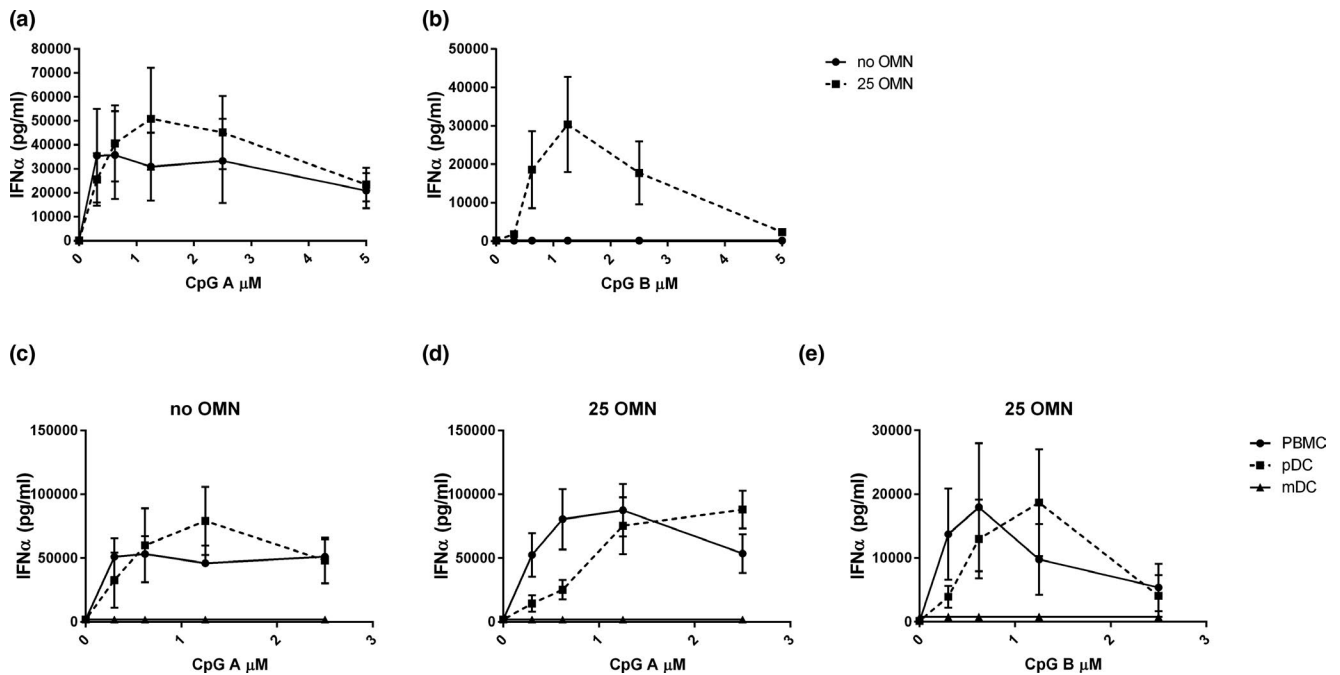 (a)
80000
70000
60000
50000
40000
30000
20000
10000
0
IFNα (pg/ml)
0 1 2 3 4 5
CpG A μM
(b)
50000
40000
30000
20000
10000
0
IFNα (pg/ml)
0 1 2 3 4 5
CpG B μM
no OMN
25 OMN
(c)
no OMN
150000
100000
50000
0
IFNα (pg/ml)
0 1 2 3
CpG A μM
(d)
25 OMN
150000
100000
50000
0
IFNα (pg/ml)
0 1 2 3
CpG A μM
(e)
25 OMN
30000
20000
10000
0
IFNα (pg/ml)
0 1 2 3
CpG B μM
PBMC
pDC
mDC